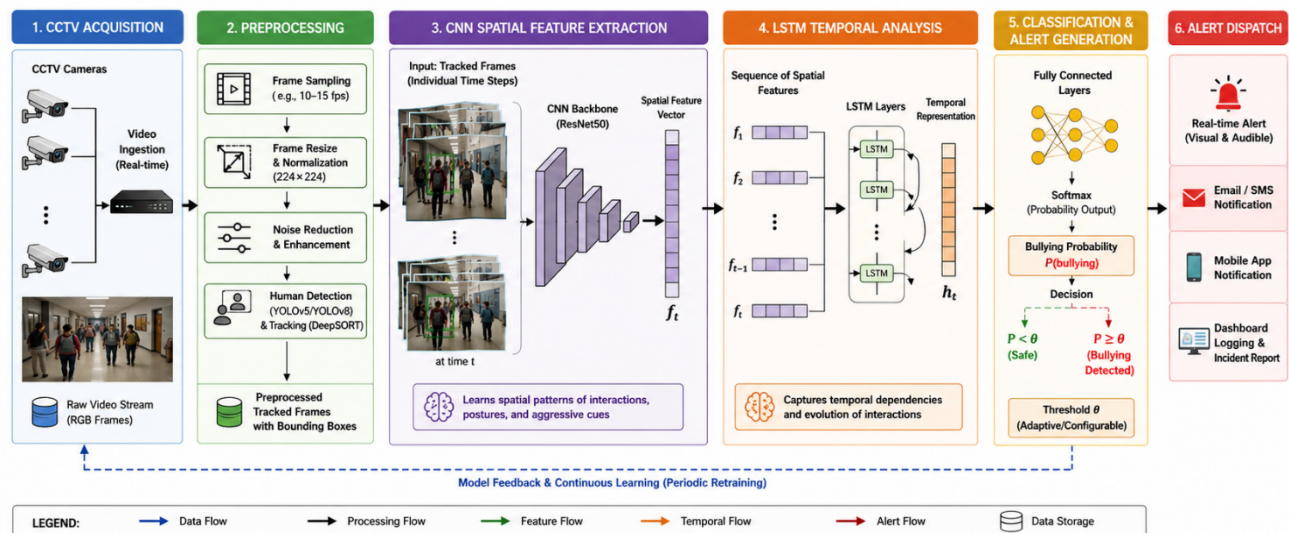 1. CCTV ACQUISITION
CCTV Cameras
Video
Ingestion
(Real-time)
Raw Video Stream
(RGB Frames)
2. PREPROCESSING
Frame Sampling
(e.g., 10–15 fps)
Frame Resize
& Normalization
(224×224)
Noise Reduction
& Enhancement
Human Detection
(YOLOv5/YOLOv8)
& Tracking (DeepSORT)
Preprocessed
Tracked Frames
with Bounding Boxes
3. CNN SPATIAL FEATURE EXTRACTION
Input: Tracked Frames
(Individual Time Steps)
CNN Backbone
(ResNet50)
Spatial Feature
Vector
at time t
f_t
Learns spatial patterns of interactions,
postures, and aggressive cues
4. LSTM TEMPORAL ANALYSIS
Sequence of Spatial
Features
f_1
f_2
f_{t−1}
f_t
LSTM Layers
LSTM
LSTM
LSTM
Temporal
Representation
h_t
Captures temporal dependencies
and evolution of interactions
5. CLASSIFICATION &
ALERT GENERATION
Fully Connected
Layers
Softmax
(Probability Output)
Bullying Probability
P(bullying)
Decision
P < θ
(Safe)
P ≥ θ
(Bullying
Detected)
Threshold θ
(Adaptive/Configurable)
6. ALERT DISPATCH
Real-time Alert
(Visual & Audible)
Email / SMS
Notification
Mobile App
Notification
Dashboard
Logging &
Incident Report
Model Feedback & Continuous Learning (Periodic Retraining)
LEGEND:
Data Flow
Processing Flow
Feature Flow
Temporal Flow
Alert Flow
Data Storage